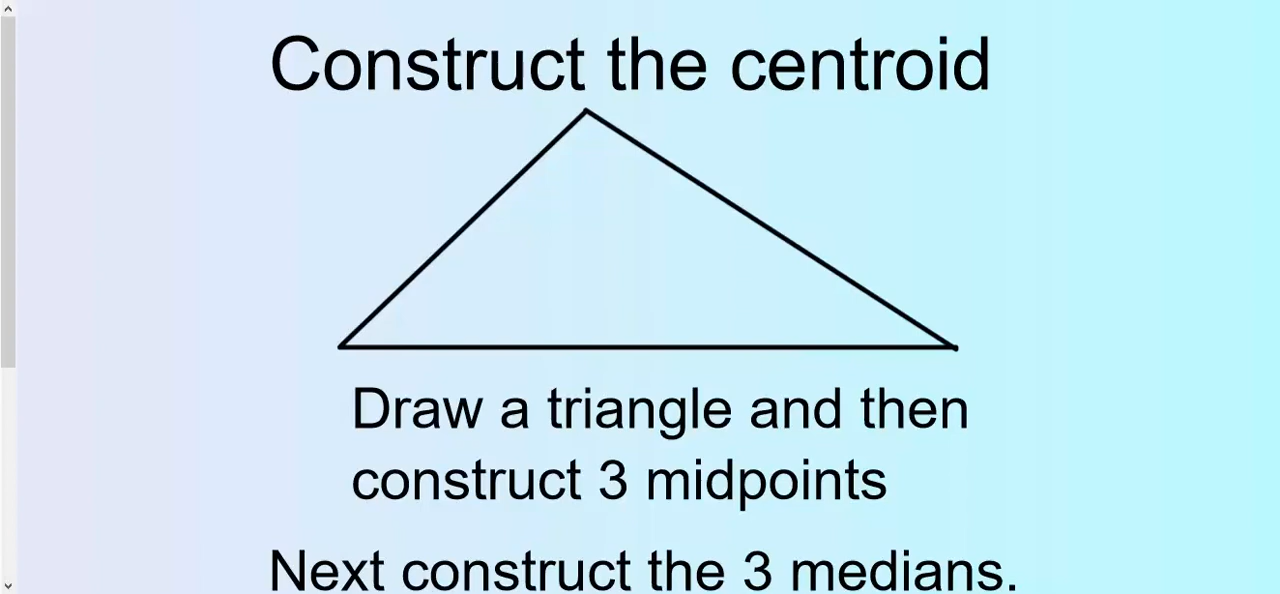 Construct the centroid
Draw a triangle and then
construct 3 midpoints
Next construct the 3 medians.